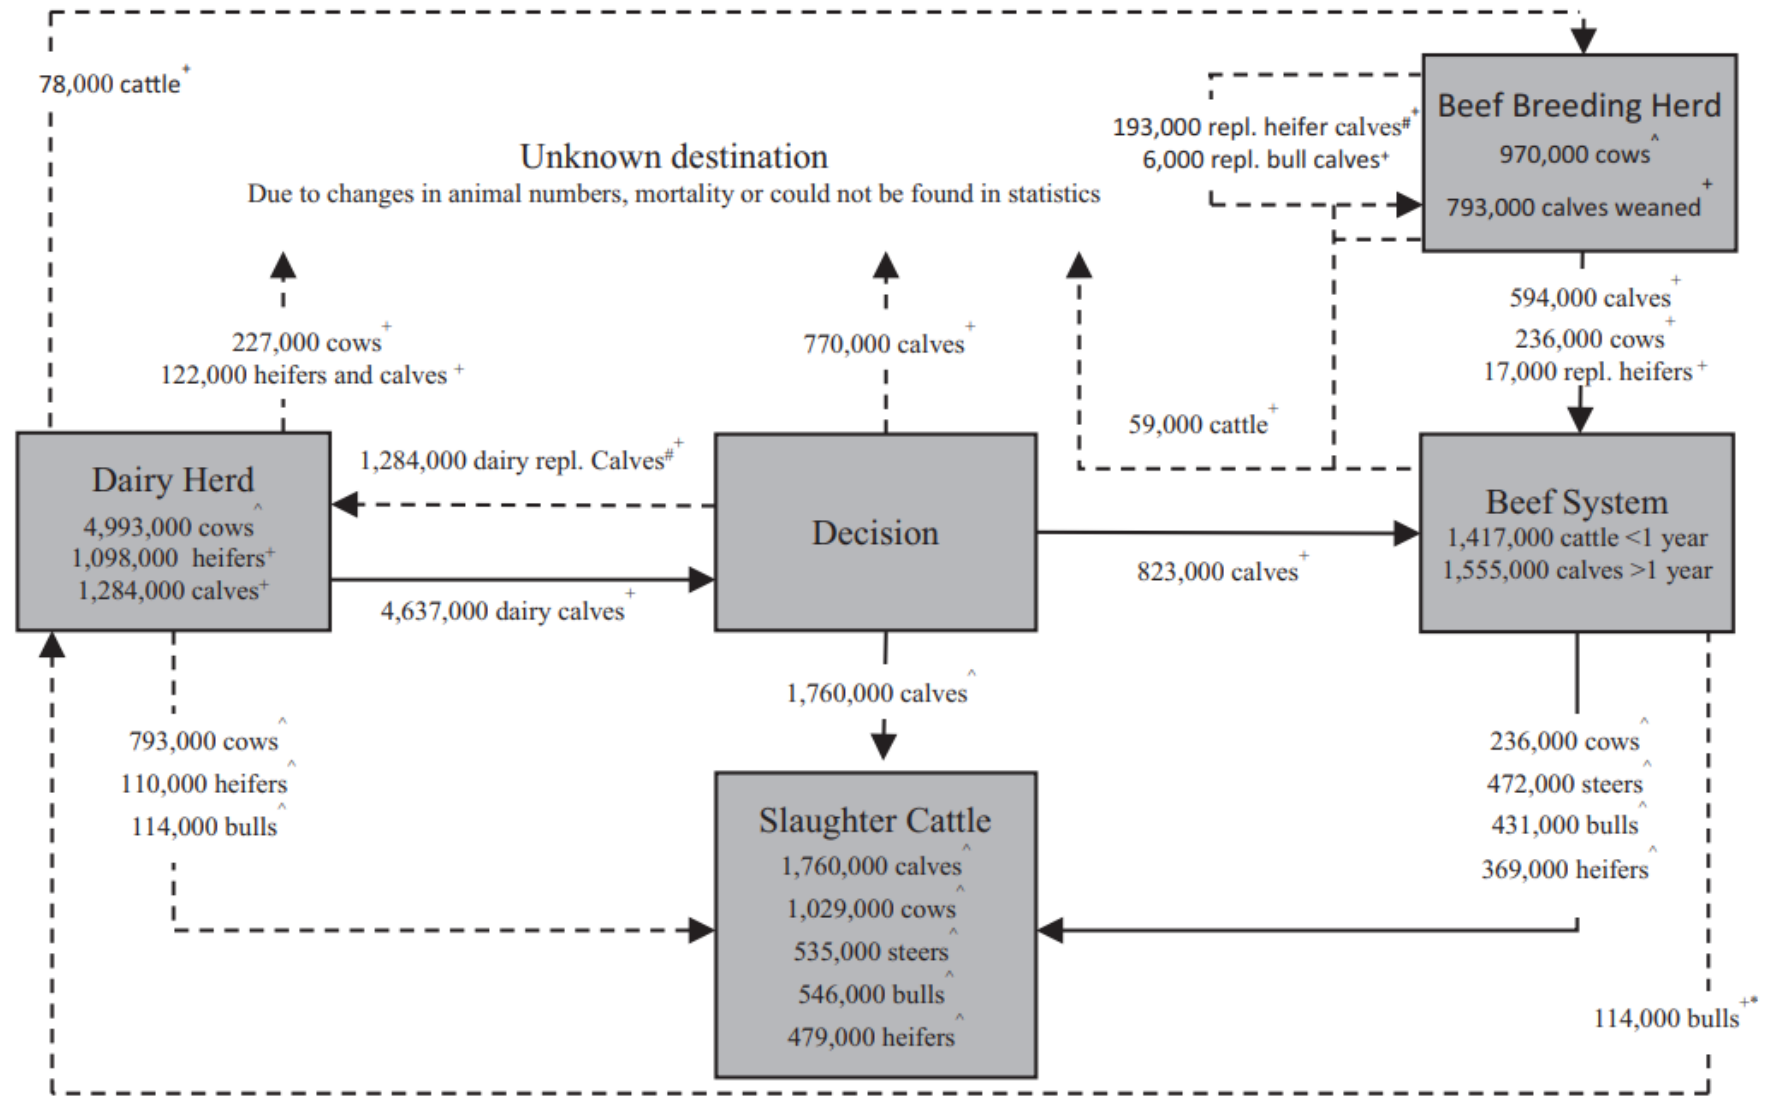 78,000 cattle⁺
Beef Breeding Herd
970,000 cows^
793,000 calves weaned⁺
193,000 repl. heifer calves#⁺
6,000 repl. bull calves⁺
Unknown destination
Due to changes in animal numbers, mortality or could not be found in statistics
594,000 calves⁺
236,000 cows⁺
17,000 repl. heifers⁺
227,000 cows⁺
122,000 heifers and calves⁺
770,000 calves⁺
59,000 cattle⁺
Dairy Herd
4,993,000 cows^
1,098,000 heifers⁺
1,284,000 calves⁺
1,284,000 dairy repl. Calves#⁺
4,637,000 dairy calves⁺
Decision
823,000 calves⁺
Beef System
1,417,000 cattle <1 year
1,555,000 calves >1 year
1,760,000 calves^
793,000 cows^
110,000 heifers^
114,000 bulls^
Slaughter Cattle
1,760,000 calves^
1,029,000 cows^
535,000 steers^
546,000 bulls^
479,000 heifers^
236,000 cows^
472,000 steers^
431,000 bulls^
369,000 heifers^
114,000 bulls⁺*